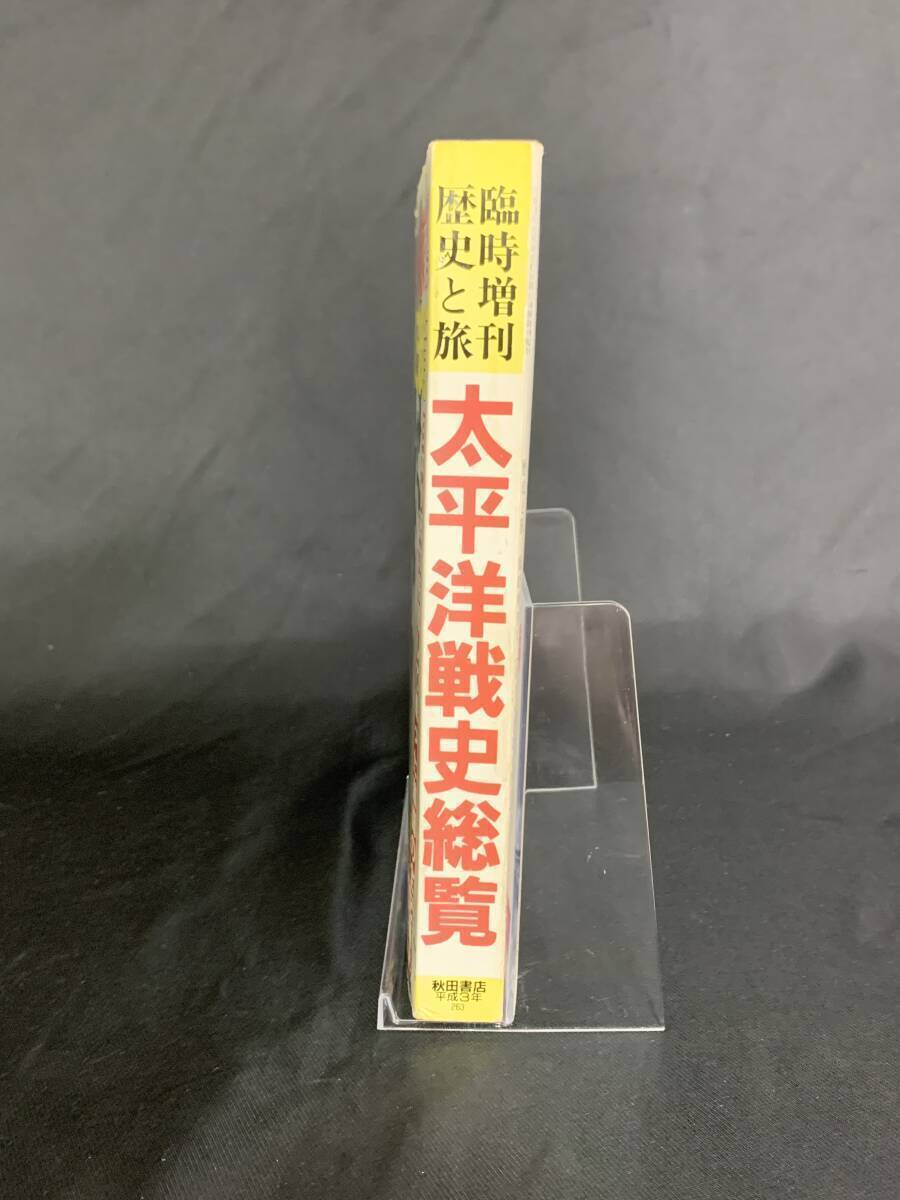 臨時増刊
歴史と旅
太平洋戦史総覧
秋田書店
平成3年
263